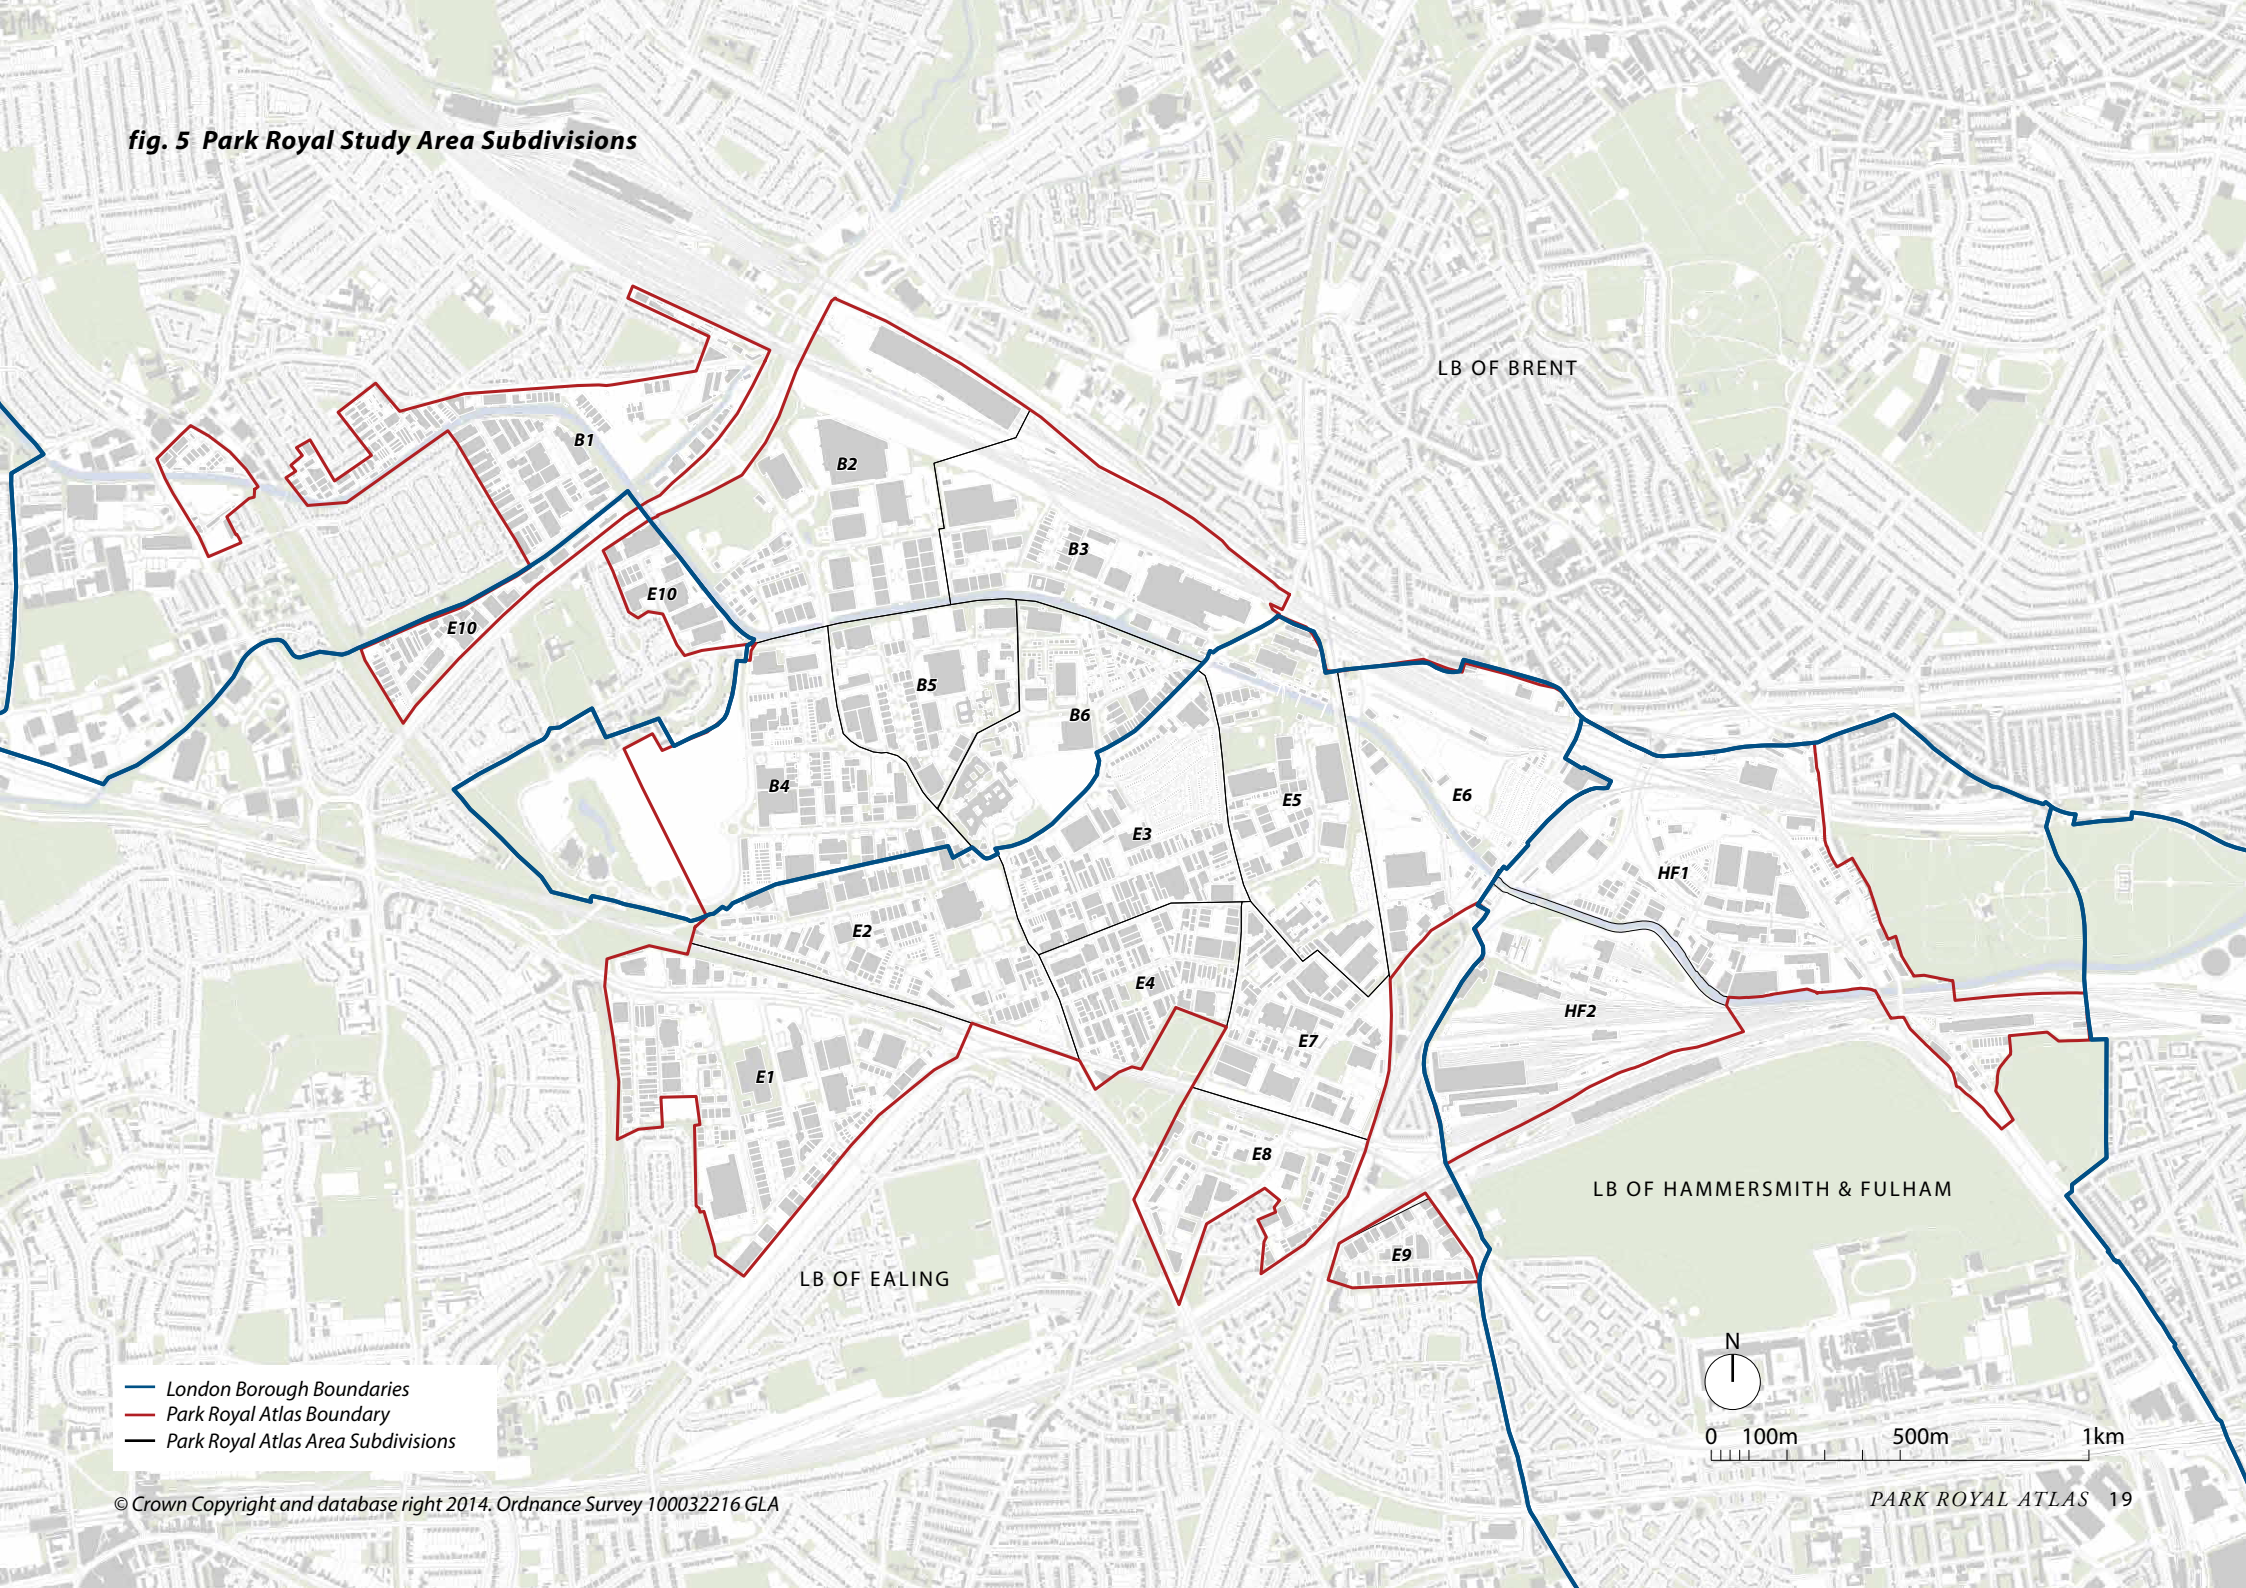 fig. 5 Park Royal Study Area Subdivisions
LB OF BRENT
B1
B2
B3
E10
E10
B5
B6
B4
E5
E6
E3
HF1
E2
E4
HF2
E7
E1
E8
LB OF HAMMERSMITH & FULHAM
E9
LB OF EALING
N
London Borough Boundaries
Park Royal Atlas Boundary
Park Royal Atlas Area Subdivisions
0 100m 500m 1km
© Crown Copyright and database right 2014. Ordnance Survey 100032216 GLA
PARK ROYAL ATLAS 19